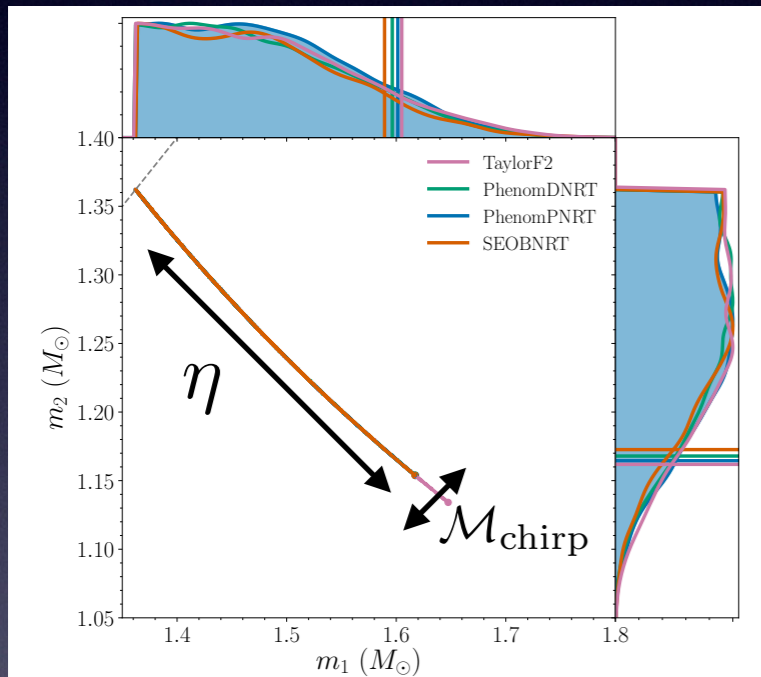 1.40
1.35
1.30
1.25
1.20
1.15
1.10
1.05
m₂ (M⊙)
TaylorF2
PhenomDNRT
PhenomPNRT
SEOBNRT
η
ℳchirp
1.4 1.5 1.6 1.7 1.8
m₁ (M⊙)